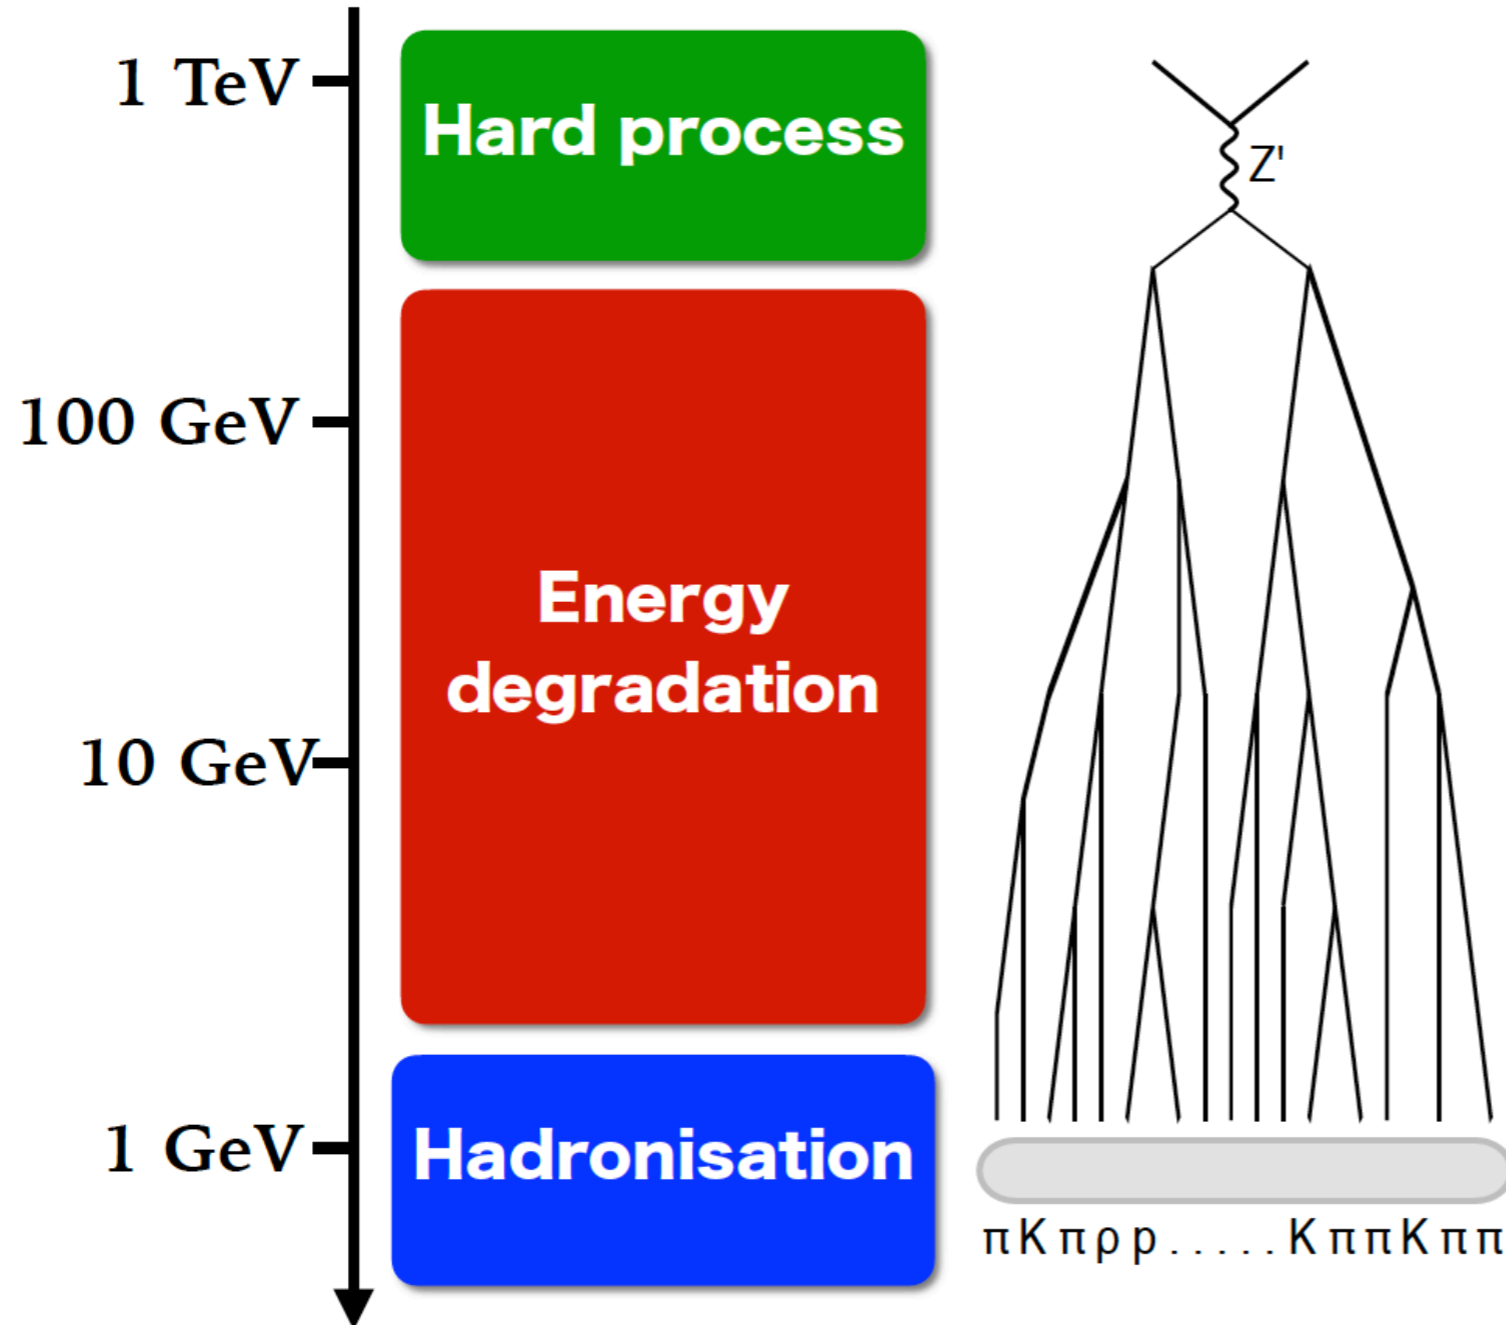 1 TeV
Hard process
Z'
100 GeV
Energy
degradation
10 GeV
1 GeV
Hadronisation
π K π ρ p . . . . . K π π K π π